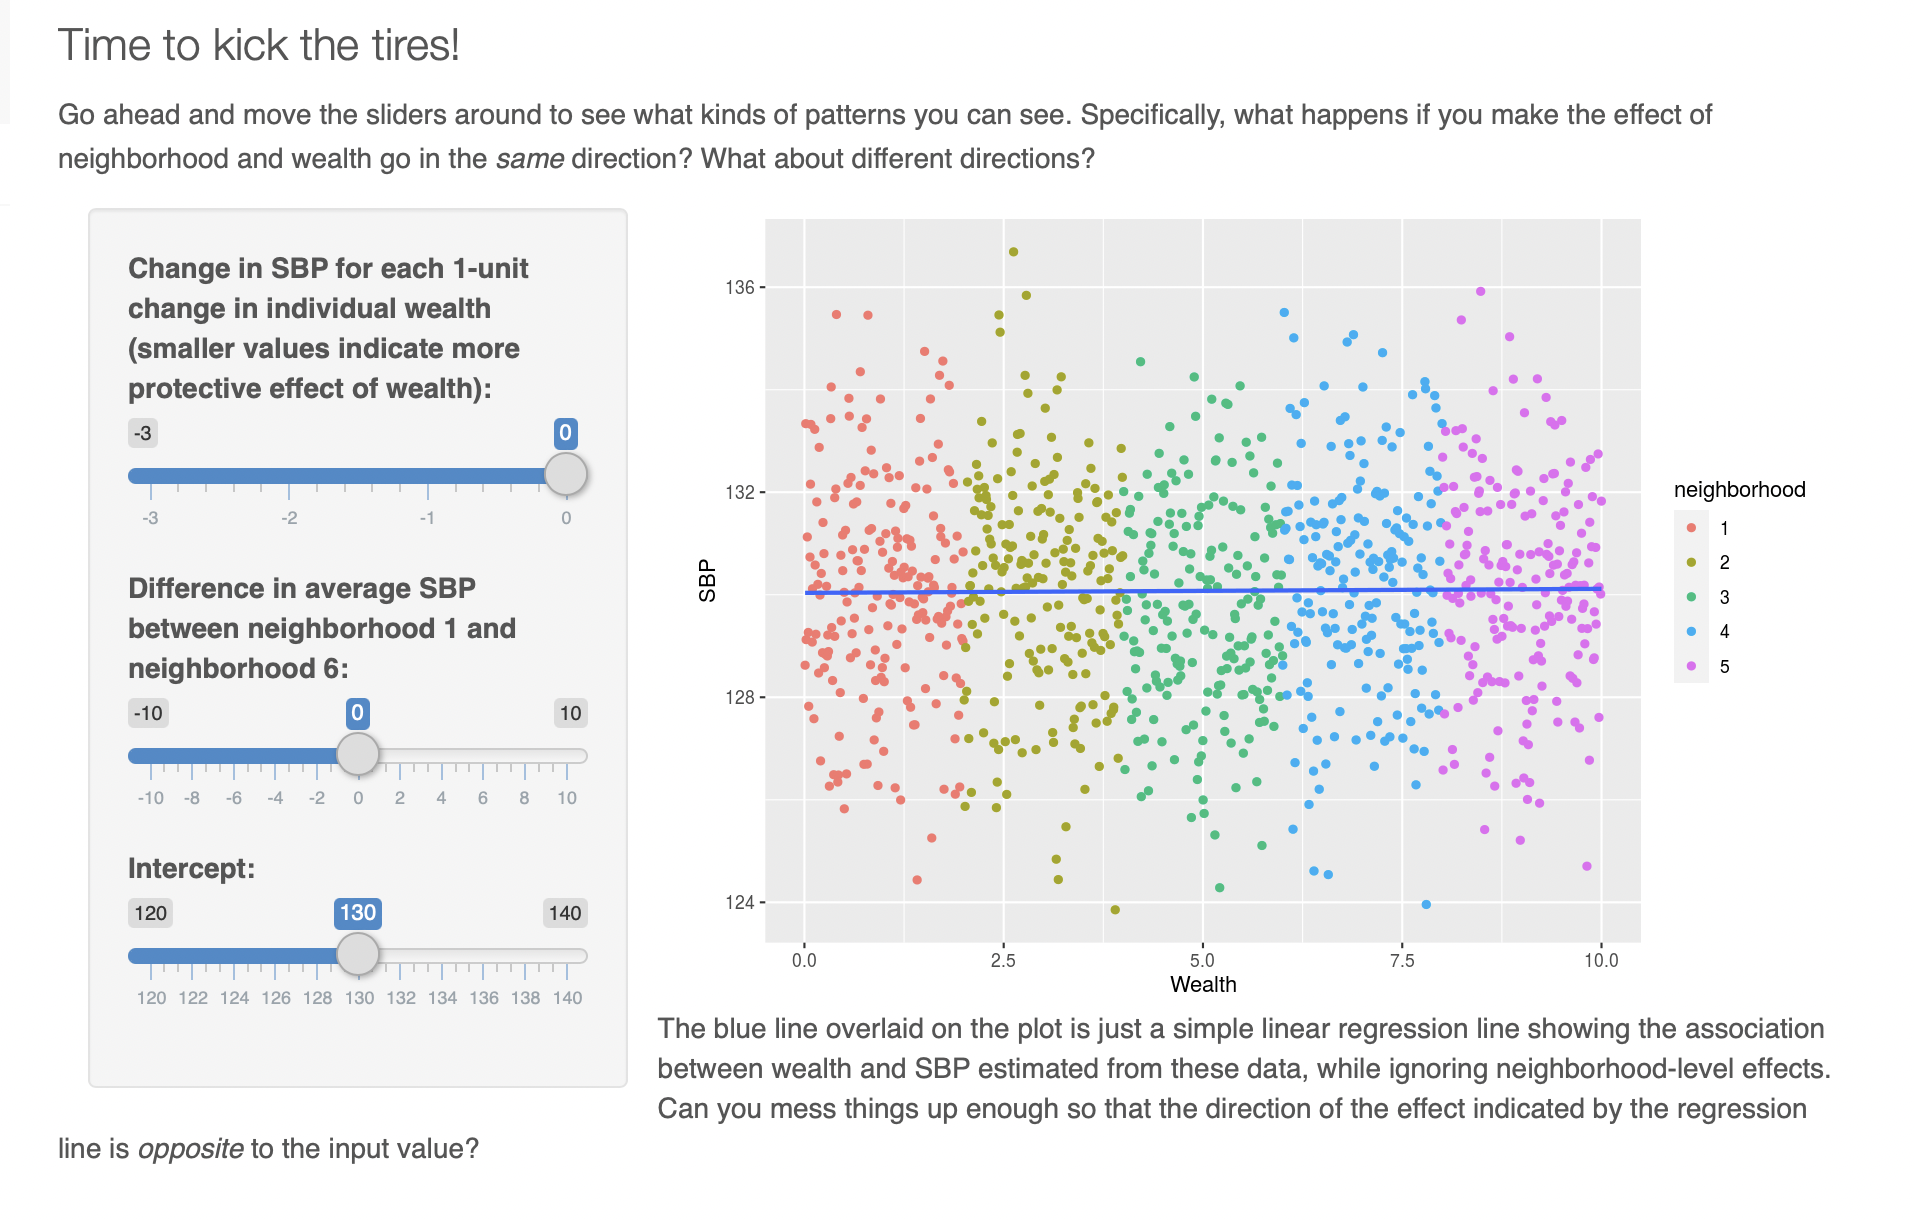 Time to kick the tires!
Go ahead and move the sliders around to see what kinds of patterns you can see. Specifically, what happens if you make the effect of
neighborhood and wealth go in the same direction? What about different directions?
Change in SBP for each 1-unit
change in individual wealth
(smaller values indicate more
protective effect of wealth):
-3 0
-3 -2 -1 0
Difference in average SBP
between neighborhood 1 and
neighborhood 6:
-10 0 10
-10 -8 -6 -4 -2 0 2 4 6 8 10
Intercept:
120 130 140
120 122 124 126 128 130 132 134 136 138 140
136
132
128
124
SBP
0.0 2.5 5.0 7.5 10.0
Wealth
neighborhood
1
2
3
4
5
The blue line overlaid on the plot is just a simple linear regression line showing the association
between wealth and SBP estimated from these data, while ignoring neighborhood-level effects.
Can you mess things up enough so that the direction of the effect indicated by the regression
line is opposite to the input value?